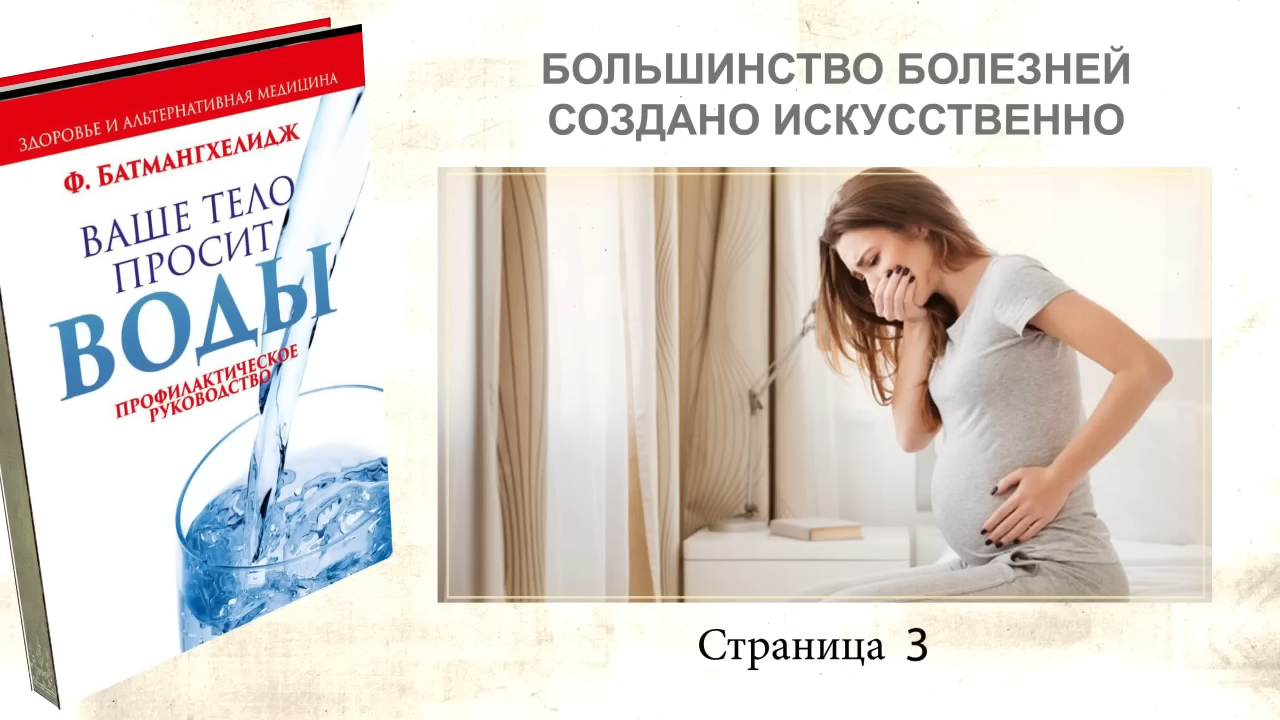 ЗДОРОВЬЕ И АЛЬТЕРНАТИВНАЯ МЕДИЦИНА
Ф. БАТМАНГХЕЛИДЖ
ВАШЕ ТЕЛО
ПРОСИТ
ВОДЫ
ПРОФИЛАКТИЧЕСКОЕ
РУКОВОДСТВО
БОЛЬШИНСТВО БОЛЕЗНЕЙ
СОЗДАНО ИСКУССТВЕННО
Страница 3